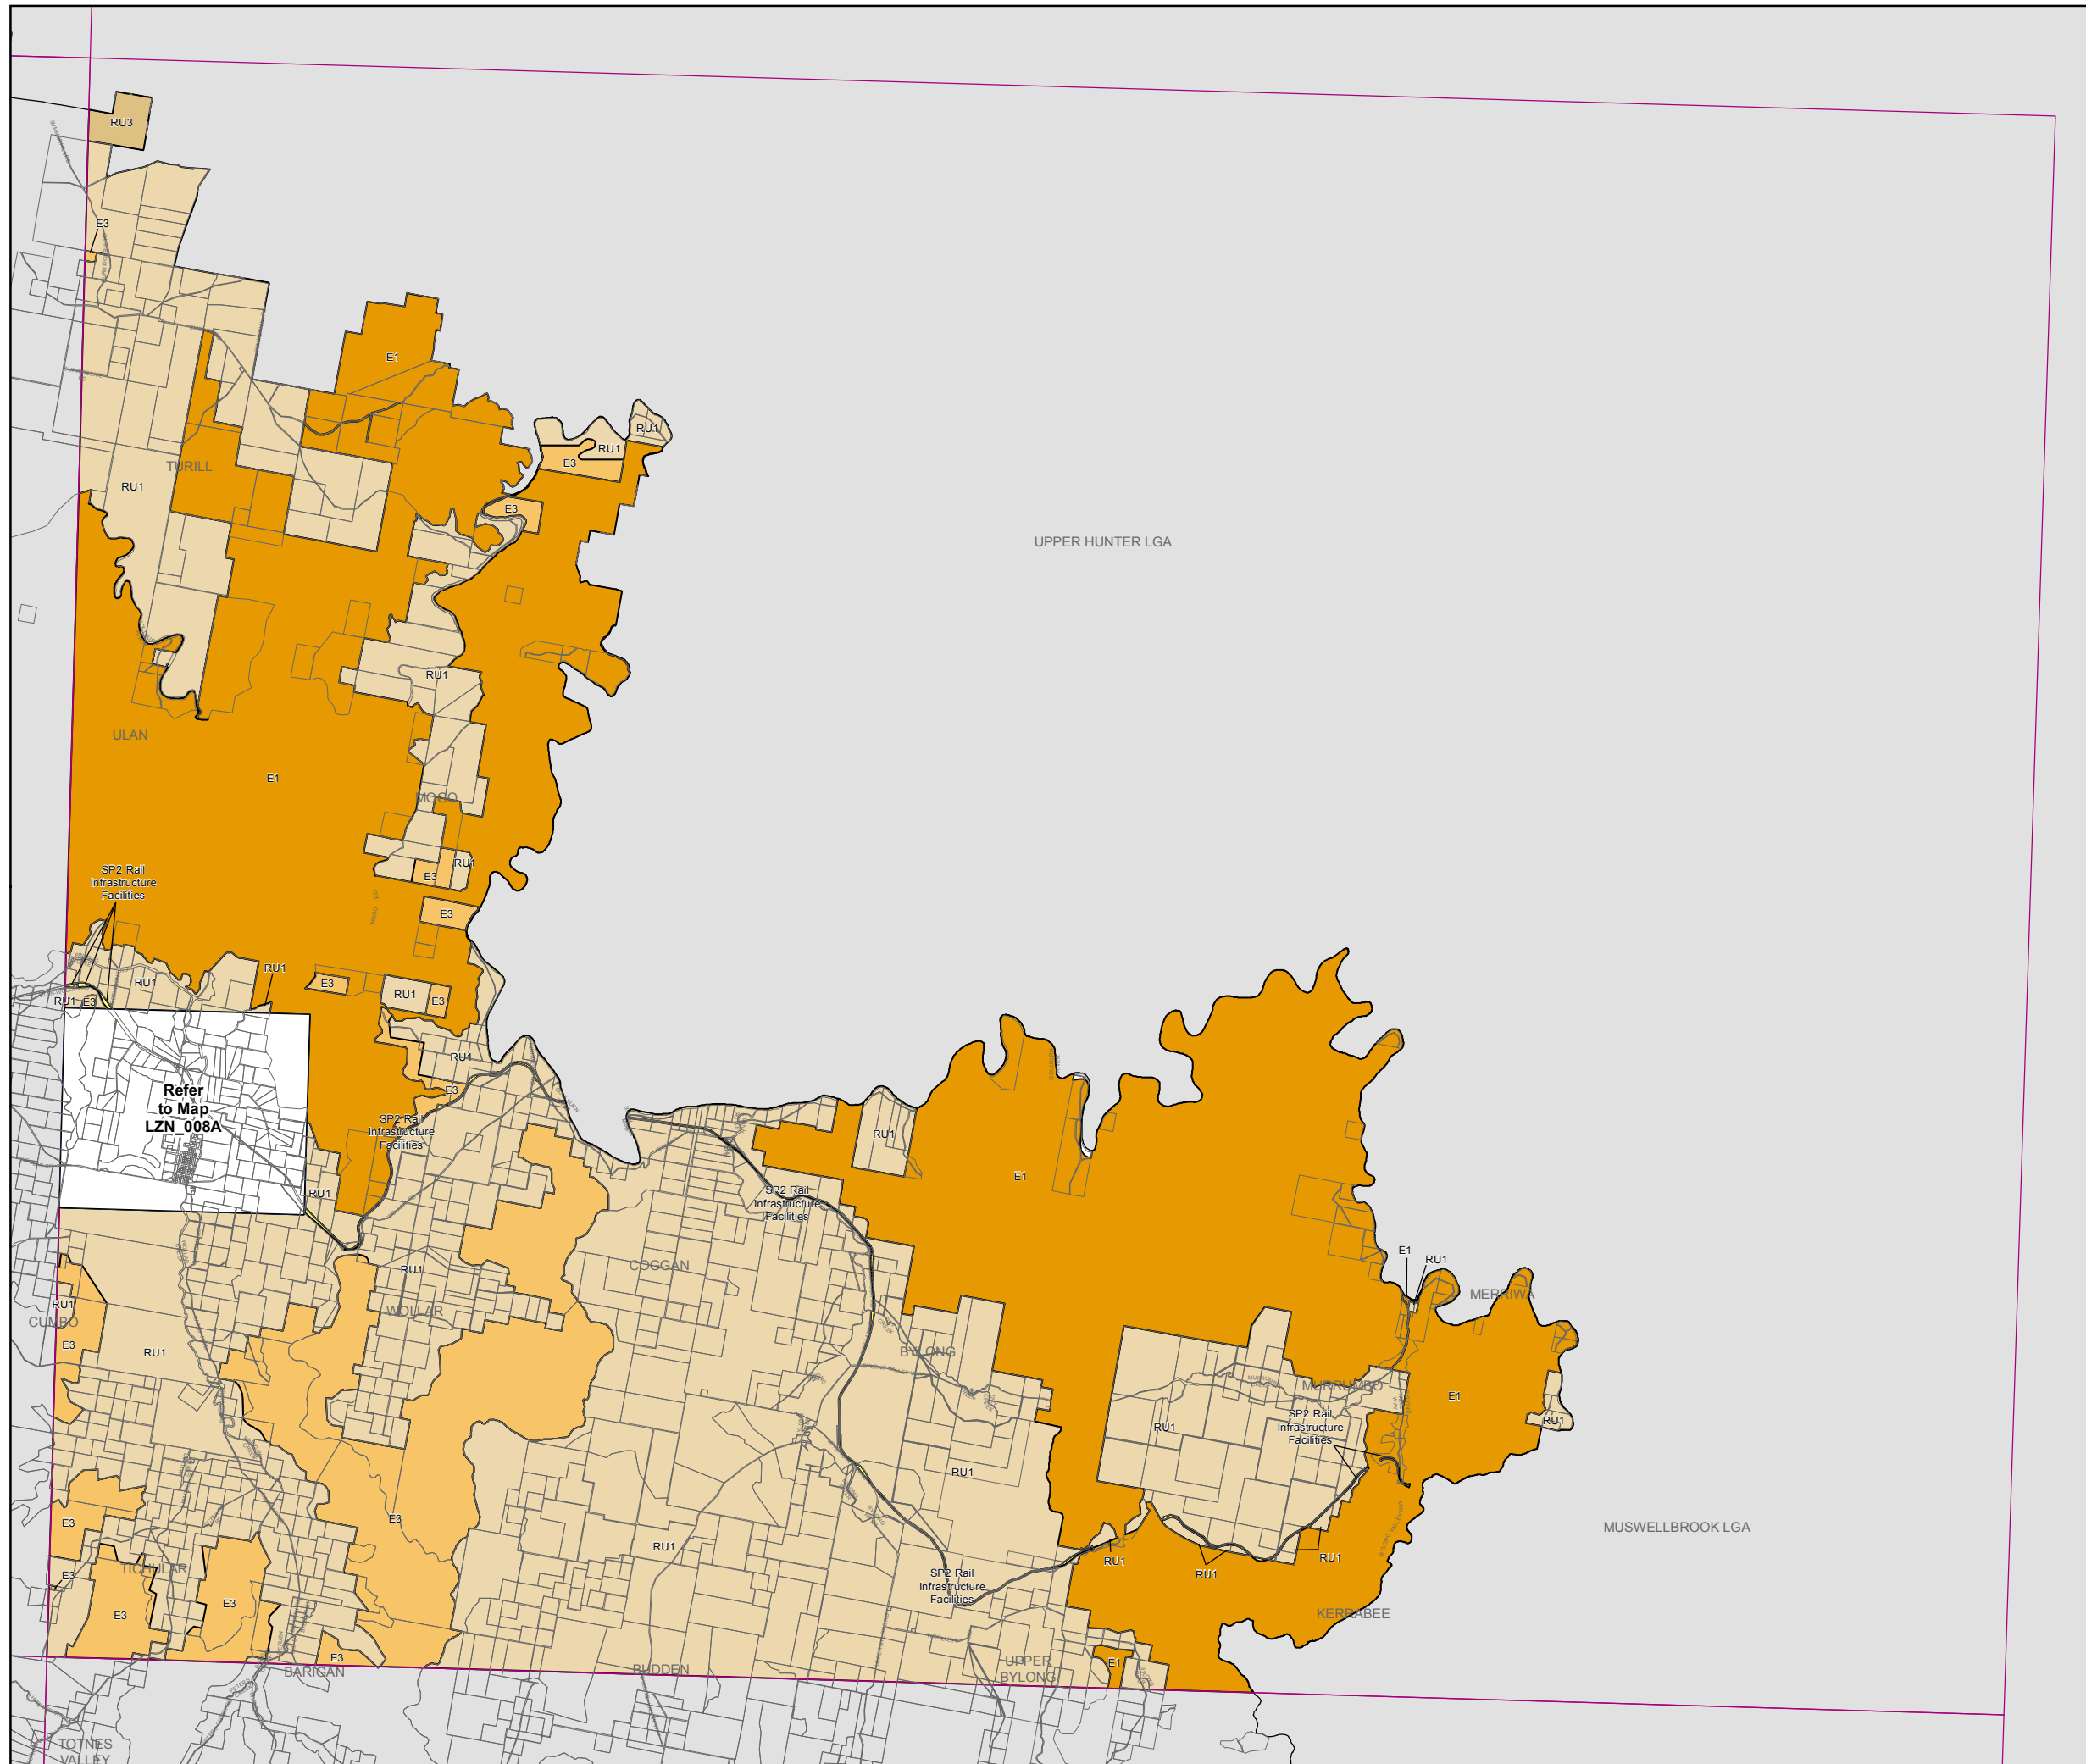 RU3
E3
E1
RU1
RU1
E3
TURILL
RU1
E3
UPPER HUNTER LGA
RU1
ULAN
E1
MOGO
RU1
SP2 Rail
Infrastructure
Facilities
E3
E3
RU1
RU1
E3
RU1
E3
RU1
E3
RU1
E3
Refer
to Map
LZN_008A
SP2 Rail
Infrastructure
Facilities
RU1
E1
RU1
SP2 Rail
Infrastructure
Facilities
E1
RU1
COGGAN
RU1
MERRIWA
RU1
WOLLAR
CUMBO
E3
RU1
BYLONG
MURRUMBO
E1
SP2 Rail
Infrastructure
Facilities
RU1
RU1
RU1
E3
E3
RU1
MUSWELLBROOK LGA
RU1
RU1
RU1
TICHULAR
E3
SP2 Rail
Infrastructure
Facilities
E3
E3
KERRABEE
E3
E1
BARIGAN
BUDDEN
UPPER
BYLONG
TOTNES
VALLEY